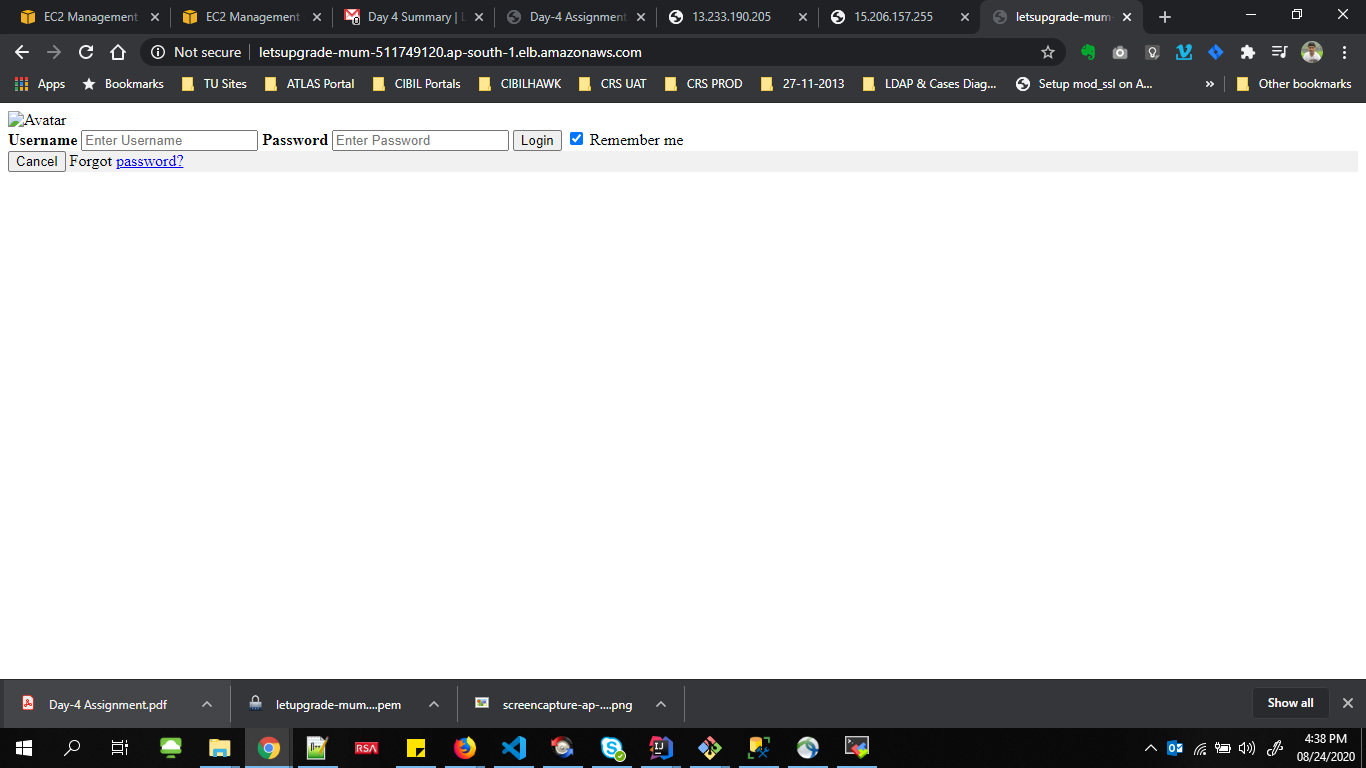 EC2 Management
EC2 Management
Day 4 Summary | L
Day-4 Assignment
13.233.190.205
15.206.157.255
letsupgrade-mum-
Not secure
letsupgrade-mum-511749120.ap-south-1.elb.amazonaws.com
Apps
Bookmarks
TU Sites
ATLAS Portal
CIBIL Portals
CIBILHAWK
CRS UAT
CRS PROD
27-11-2013
LDAP & Cases Diag...
Setup mod_ssl on A...
»
Other bookmarks
Avatar
Username Enter Username Password Enter Password Login Remember me
Cancel Forgot password?
Day-4 Assignment.pdf
letupgrade-mum....pem
screencapture-ap-....png
Show all
RSA
4:38 PM
08/24/2020